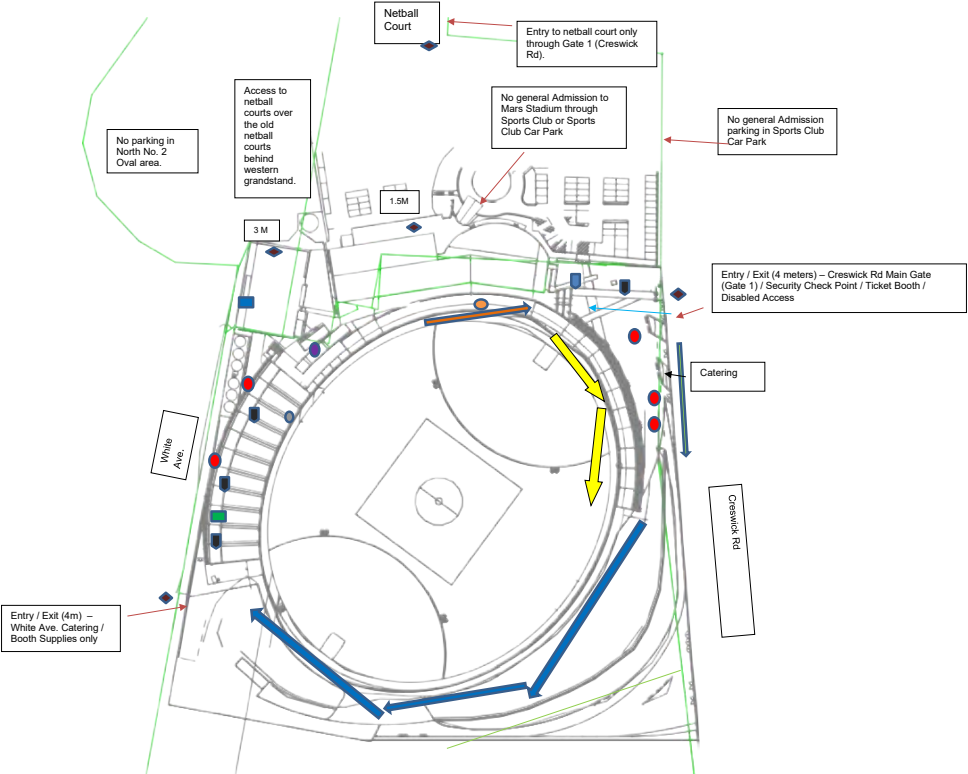 Netball
Court
Entry to netball court only
through Gate 1 (Creswick
Rd).
Access to
netball
courts over
the old
netball
courts
behind
western
grandstand.
No general Admission to
Mars Stadium through
Sports Club or Sports
Club Car Park
No general Admission
parking in Sports Club
Car Park
No parking in
North No. 2
Oval area.
1.5M
3 M
Entry / Exit (4 meters) – Creswick Rd Main Gate
(Gate 1) / Security Check Point / Ticket Booth /
Disabled Access
Catering
White
Ave.
Creswick Rd
Entry / Exit (4m) –
White Ave. Catering /
Booth Supplies only